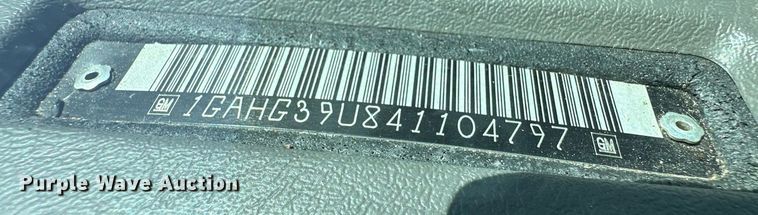 GM 1GAHG39U841104797 GM
Purple Wave Auction